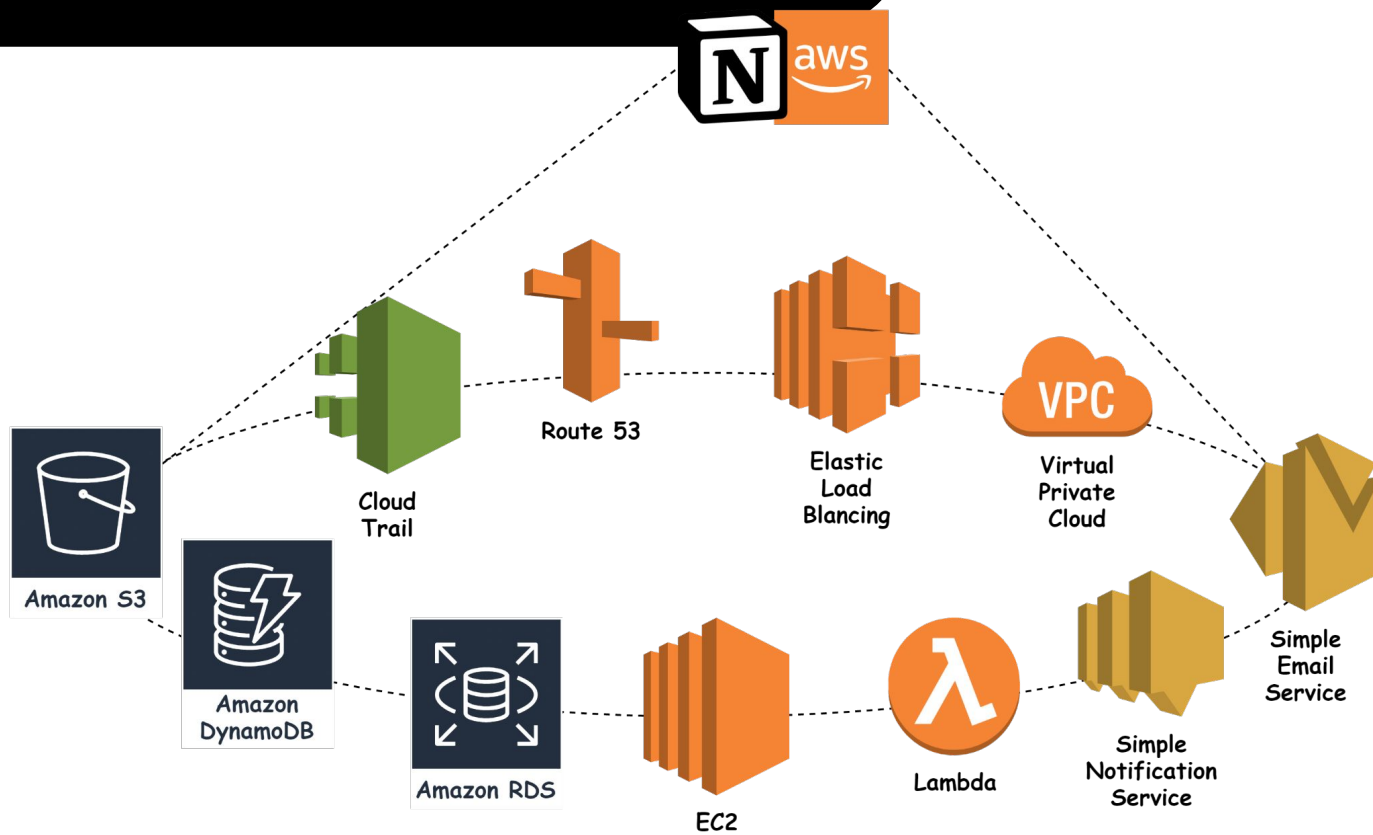 N
aws
Route 53
VPC
Cloud
Trail
Elastic
Load
Blancing
Virtual
Private
Cloud
Amazon S3
Amazon
DynamoDB
Amazon RDS
EC2
Lambda
Simple
Notification
Service
Simple
Email
Service